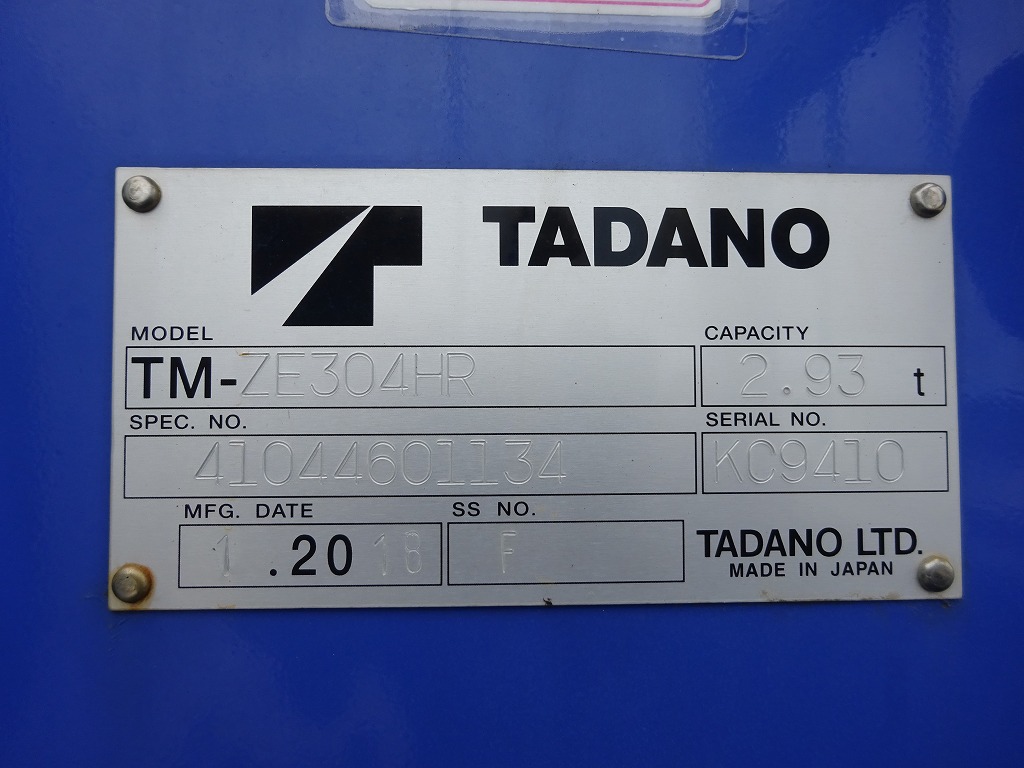 TADANO
MODEL CAPACITY
TM-ZE304HR 2.93 t
SPEC. NO. SERIAL NO.
41044601134 KC9410
MFG. DATE SS NO.
1 .2018 F TADANO LTD.
MADE IN JAPAN